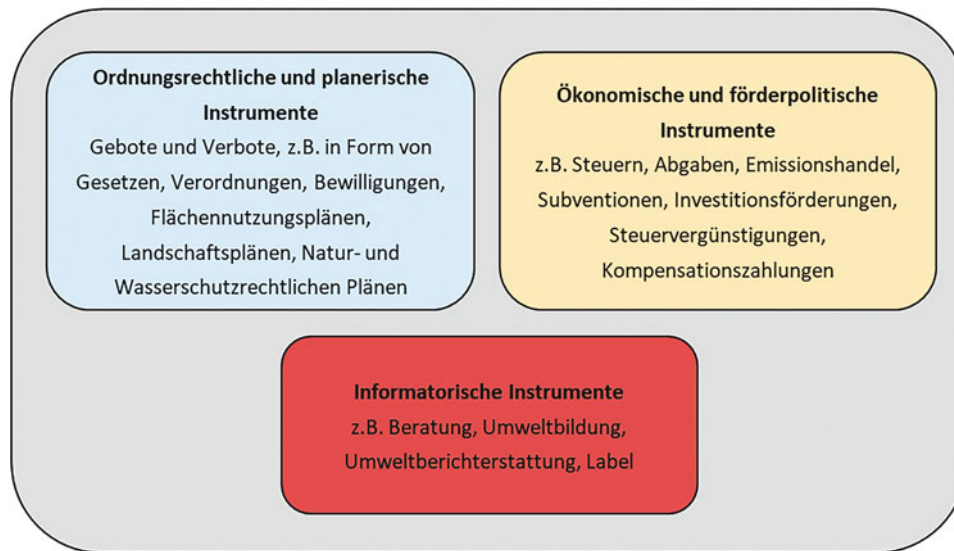 Ordnungsrechtliche und planerische
Instrumente
Gebote und Verbote, z.B. in Form von
Gesetzen, Verordnungen, Bewilligungen,
Flächennutzungsplänen,
Landschaftsplänen, Natur- und
Wasserschutzrechtlichen Plänen
Ökonomische und förderpolitische
Instrumente
z.B. Steuern, Abgaben, Emissionshandel,
Subventionen, Investitionsförderungen,
Steuervergünstigungen,
Kompensationszahlungen
Informatorische Instrumente
z.B. Beratung, Umweltbildung,
Umweltberichterstattung, Label